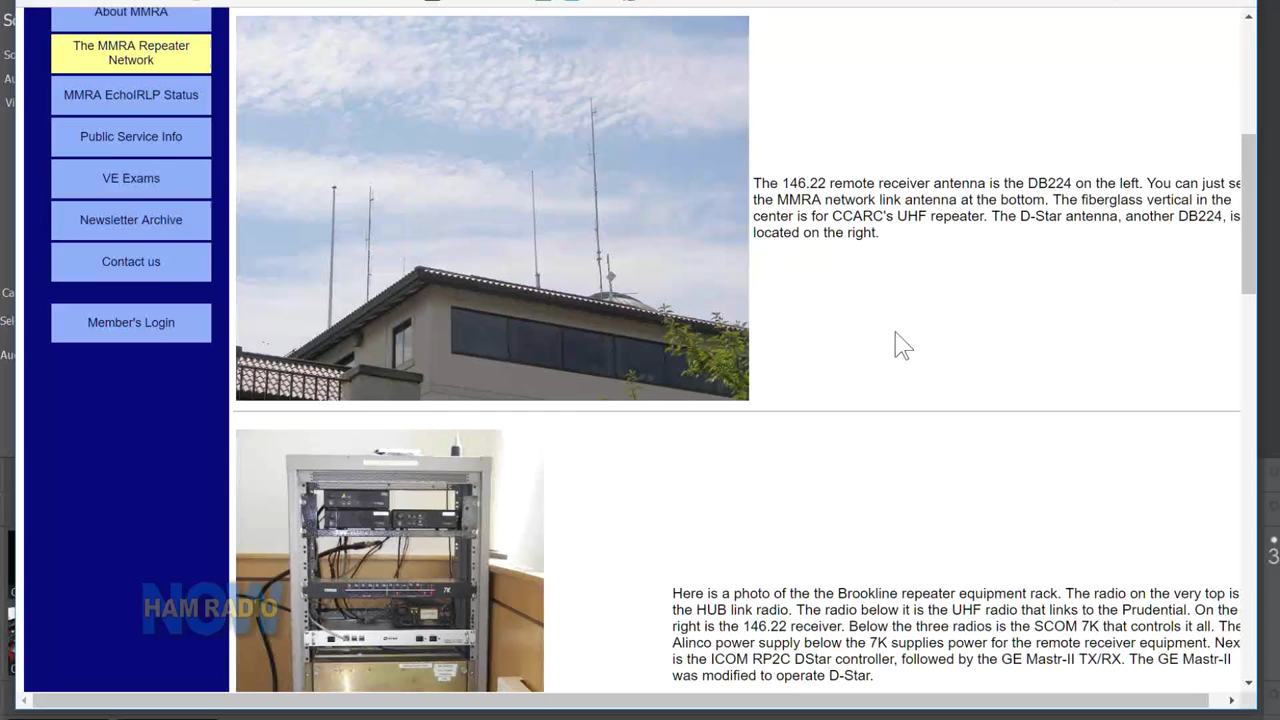 About MMRA
The MMRA Repeater
Network
MMRA EchoIRLP Status
Public Service Info
VE Exams
Newsletter Archive
Contact us
Member's Login
The 146.22 remote receiver antenna is the DB224 on the left. You can just se
the MMRA network link antenna at the bottom. The fiberglass vertical in the
center is for CCARC's UHF repeater. The D-Star antenna, another DB224, is
located on the right.
Here is a photo of the the Brookline repeater equipment rack. The radio on the very top is
the HUB link radio. The radio below it is the UHF radio that links to the Prudential. On the
right is the 146.22 receiver. Below the three radios is the SCOM 7K that controls it all. The
Alinco power supply below the 7K supplies power for the remote receiver equipment. Nex
is the ICOM RP2C DStar controller, followed by the GE Mastr-II TX/RX. The GE Mastr-II
was modified to operate D-Star.
7K
HAM RADIO
NOW